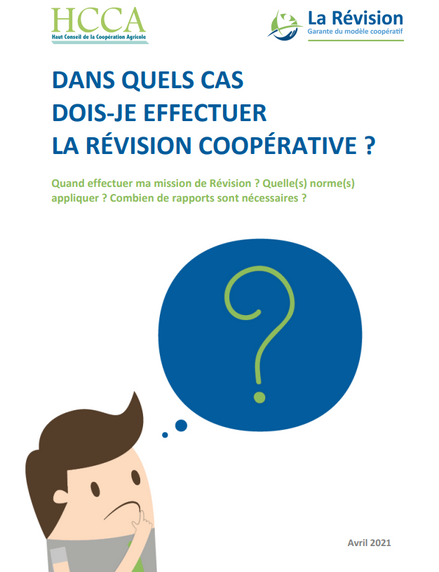 HCCA
Haut Conseil de la Coopération Agricole
La Révision
Garante du modèle coopératif
DANS QUELS CAS
DOIS-JE EFFECTUER
LA RÉVISION COOPÉRATIVE ?
Quand effectuer ma mission de Révision ? Quelle(s) norme(s)
appliquer ? Combien de rapports sont nécessaires ?
?
Avril 2021